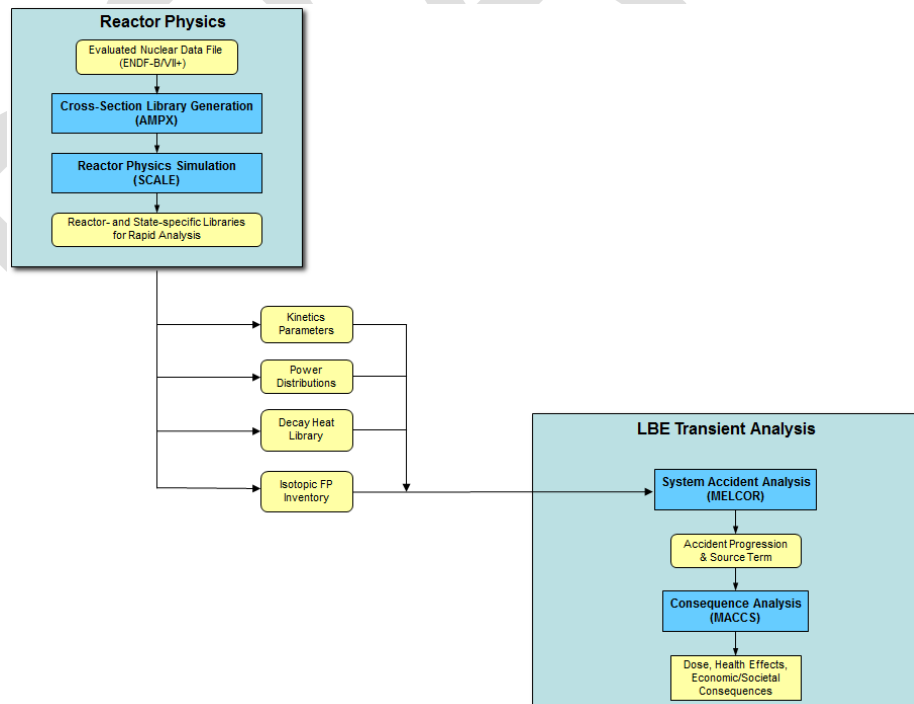 Reactor Physics
Evaluated Nuclear Data File
(ENDF-B/VII+)
Cross-Section Library Generation
(AMPX)
Reactor Physics Simulation
(SCALE)
Reactor- and State-specific Libraries
for Rapid Analysis
Kinetics
Parameters
Power
Distributions
Decay Heat
Library
Isotopic FP
Inventory
LBE Transient Analysis
System Accident Analysis
(MELCOR)
Accident Progression
& Source Term
Consequence Analysis
(MACCS)
Dose, Health Effects,
Economic/Societal
Consequences